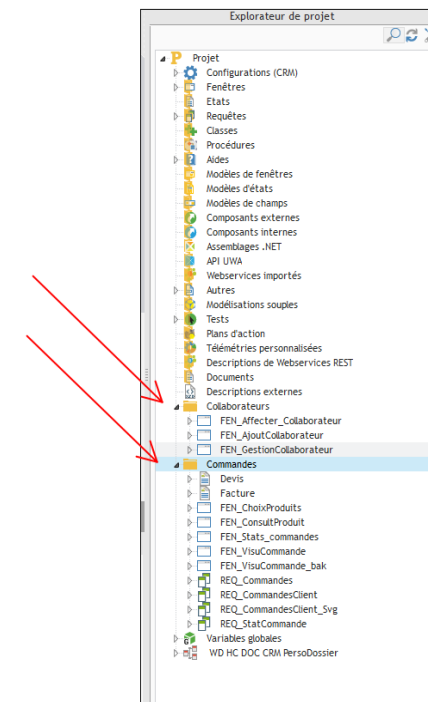 Explorateur de projet
Projet
Configurations (CRM)
Fenêtres
Etats
Requêtes
Classes
Procédures
Aides
Modèles de fenêtres
Modèles d'états
Modèles de champs
Composants externes
Composants internes
Assemblages .NET
API UWA
Webservices importés
Autres
Modélisations souples
Tests
Plans d'action
Télémétries personnalisées
Descriptions de Webservices REST
Documents
Descriptions externes
Collaborateurs
FEN_Affecter_Collaborateur
FEN_AjoutCollaborateur
FEN_GestionCollaborateur
Commandes
Devis
Facture
FEN_ChoixProduits
FEN_ConsultProduit
FEN_Stats_commandes
FEN_VisuCommande
FEN_VisuCommande_bak
REQ_Commandes
REQ_CommandesClient
REQ_CommandesClient_Svg
REQ_StatCommande
Variables globales
WD HC DOC CRM PersoDossier